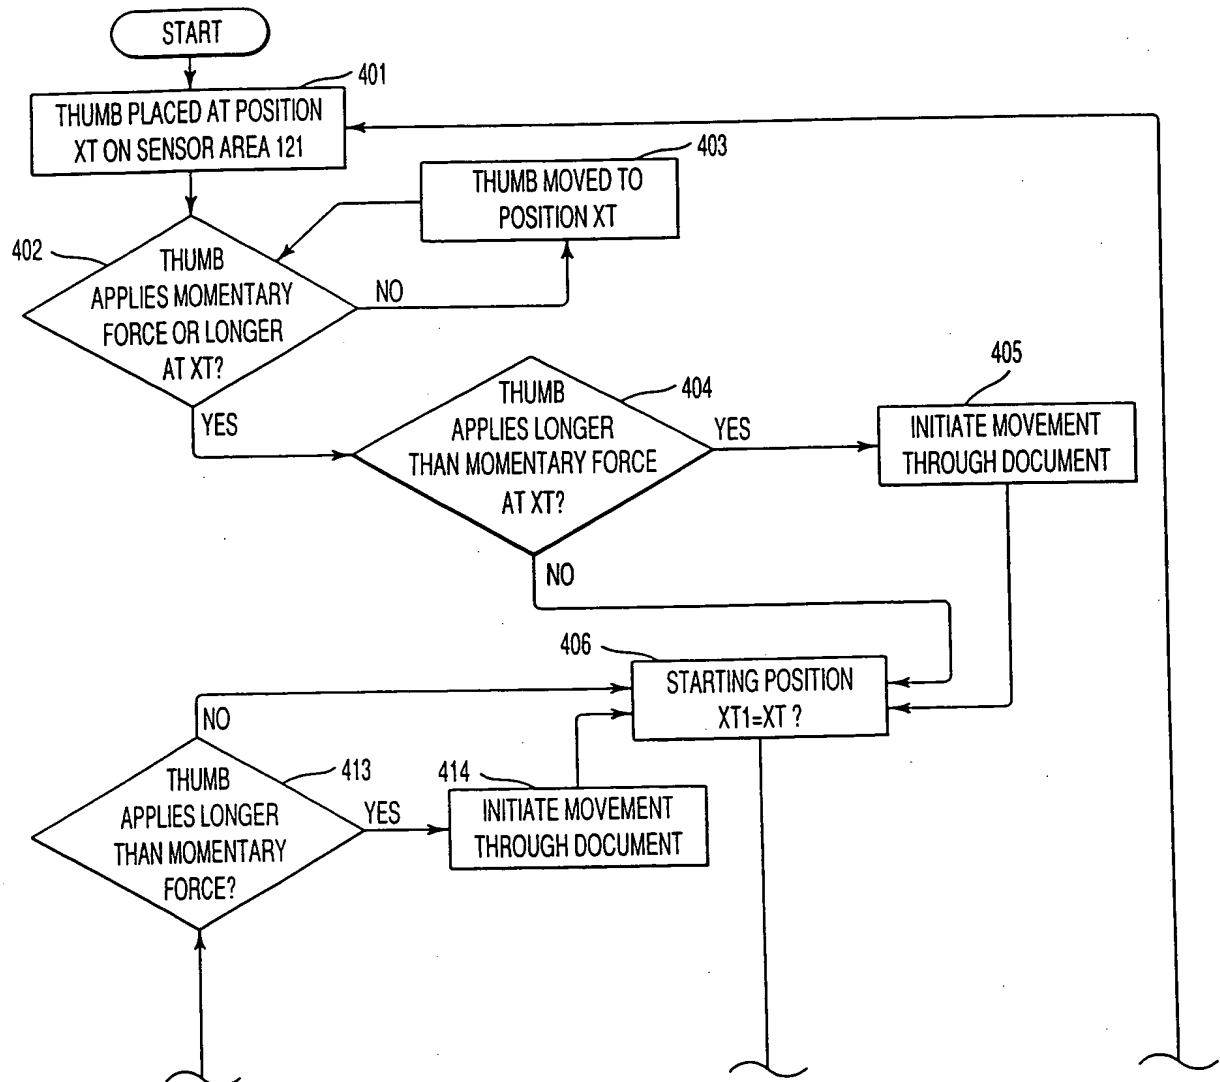 START
401
THUMB PLACED AT POSITION
XT ON SENSOR AREA 121
403
THUMB MOVED TO
POSITION XT
402
THUMB
APPLIES MOMENTARY
FORCE OR LONGER
AT XT?
NO
YES
404
THUMB
APPLIES LONGER
THAN MOMENTARY FORCE
AT XT?
YES
NO
405
INITIATE MOVEMENT
THROUGH DOCUMENT
406
STARTING POSITION
XT1=XT ?
NO
413
THUMB
APPLIES LONGER
THAN MOMENTARY
FORCE?
YES
414
INITIATE MOVEMENT
THROUGH DOCUMENT